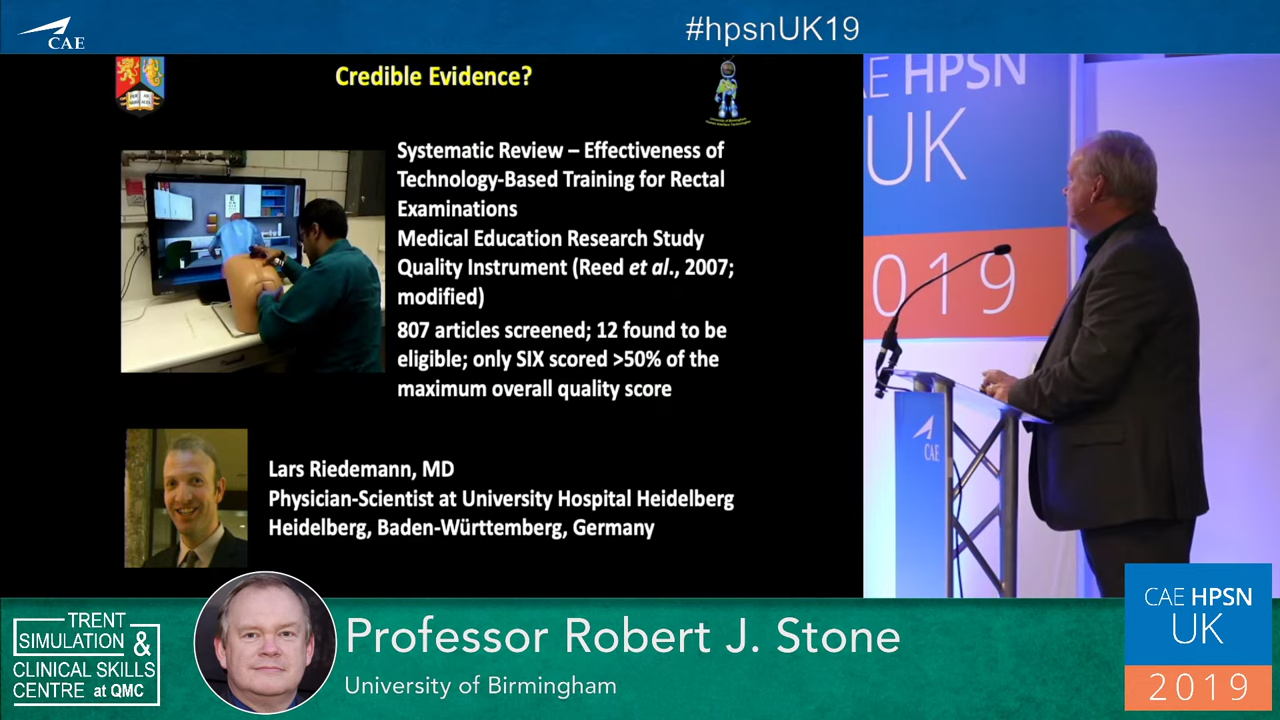 CAE
#hpsnUK19
Credible Evidence?
Systematic Review – Effectiveness of
Technology-Based Training for Rectal
Examinations
Medical Education Research Study
Quality Instrument (Reed et al., 2007;
modified)
807 articles screened; 12 found to be
eligible; only SIX scored >50% of the
maximum overall quality score
Lars Riedemann, MD
Physician-Scientist at University Hospital Heidelberg
Heidelberg, Baden-Württemberg, Germany
AE HPSN
UK
2019
CAE
TRENT
SIMULATION &
CLINICAL SKILLS
CENTRE at QMC
Professor Robert J. Stone
University of Birmingham
CAE HPSN
UK
2019